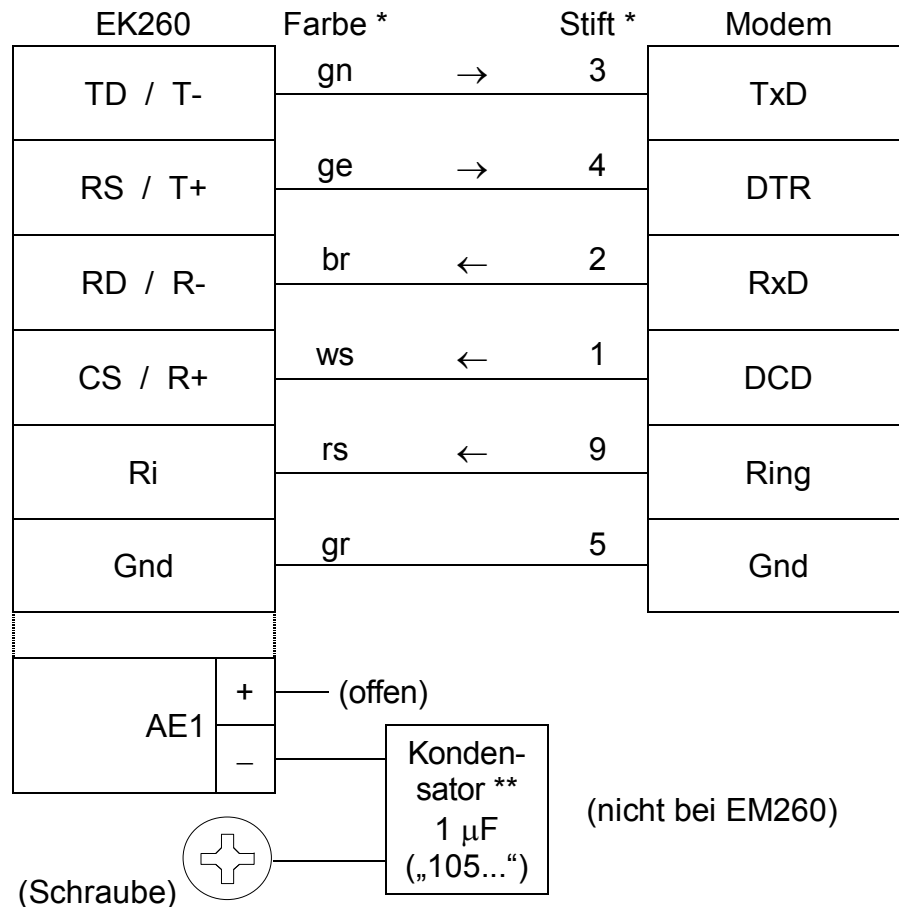 EK260 Farbe * Stift * Modem
TD / T- gn → 3 TxD
RS / T+ ge → 4 DTR
RD / R- br ← 2 RxD
CS / R+ ws ← 1 DCD
Ri rs ← 9 Ring
Gnd gr 5 Gnd
AE1 + (offen)
–
Konden-
sator **
1 μF
(„105...“)
(nicht bei EM260)
(Schraube)